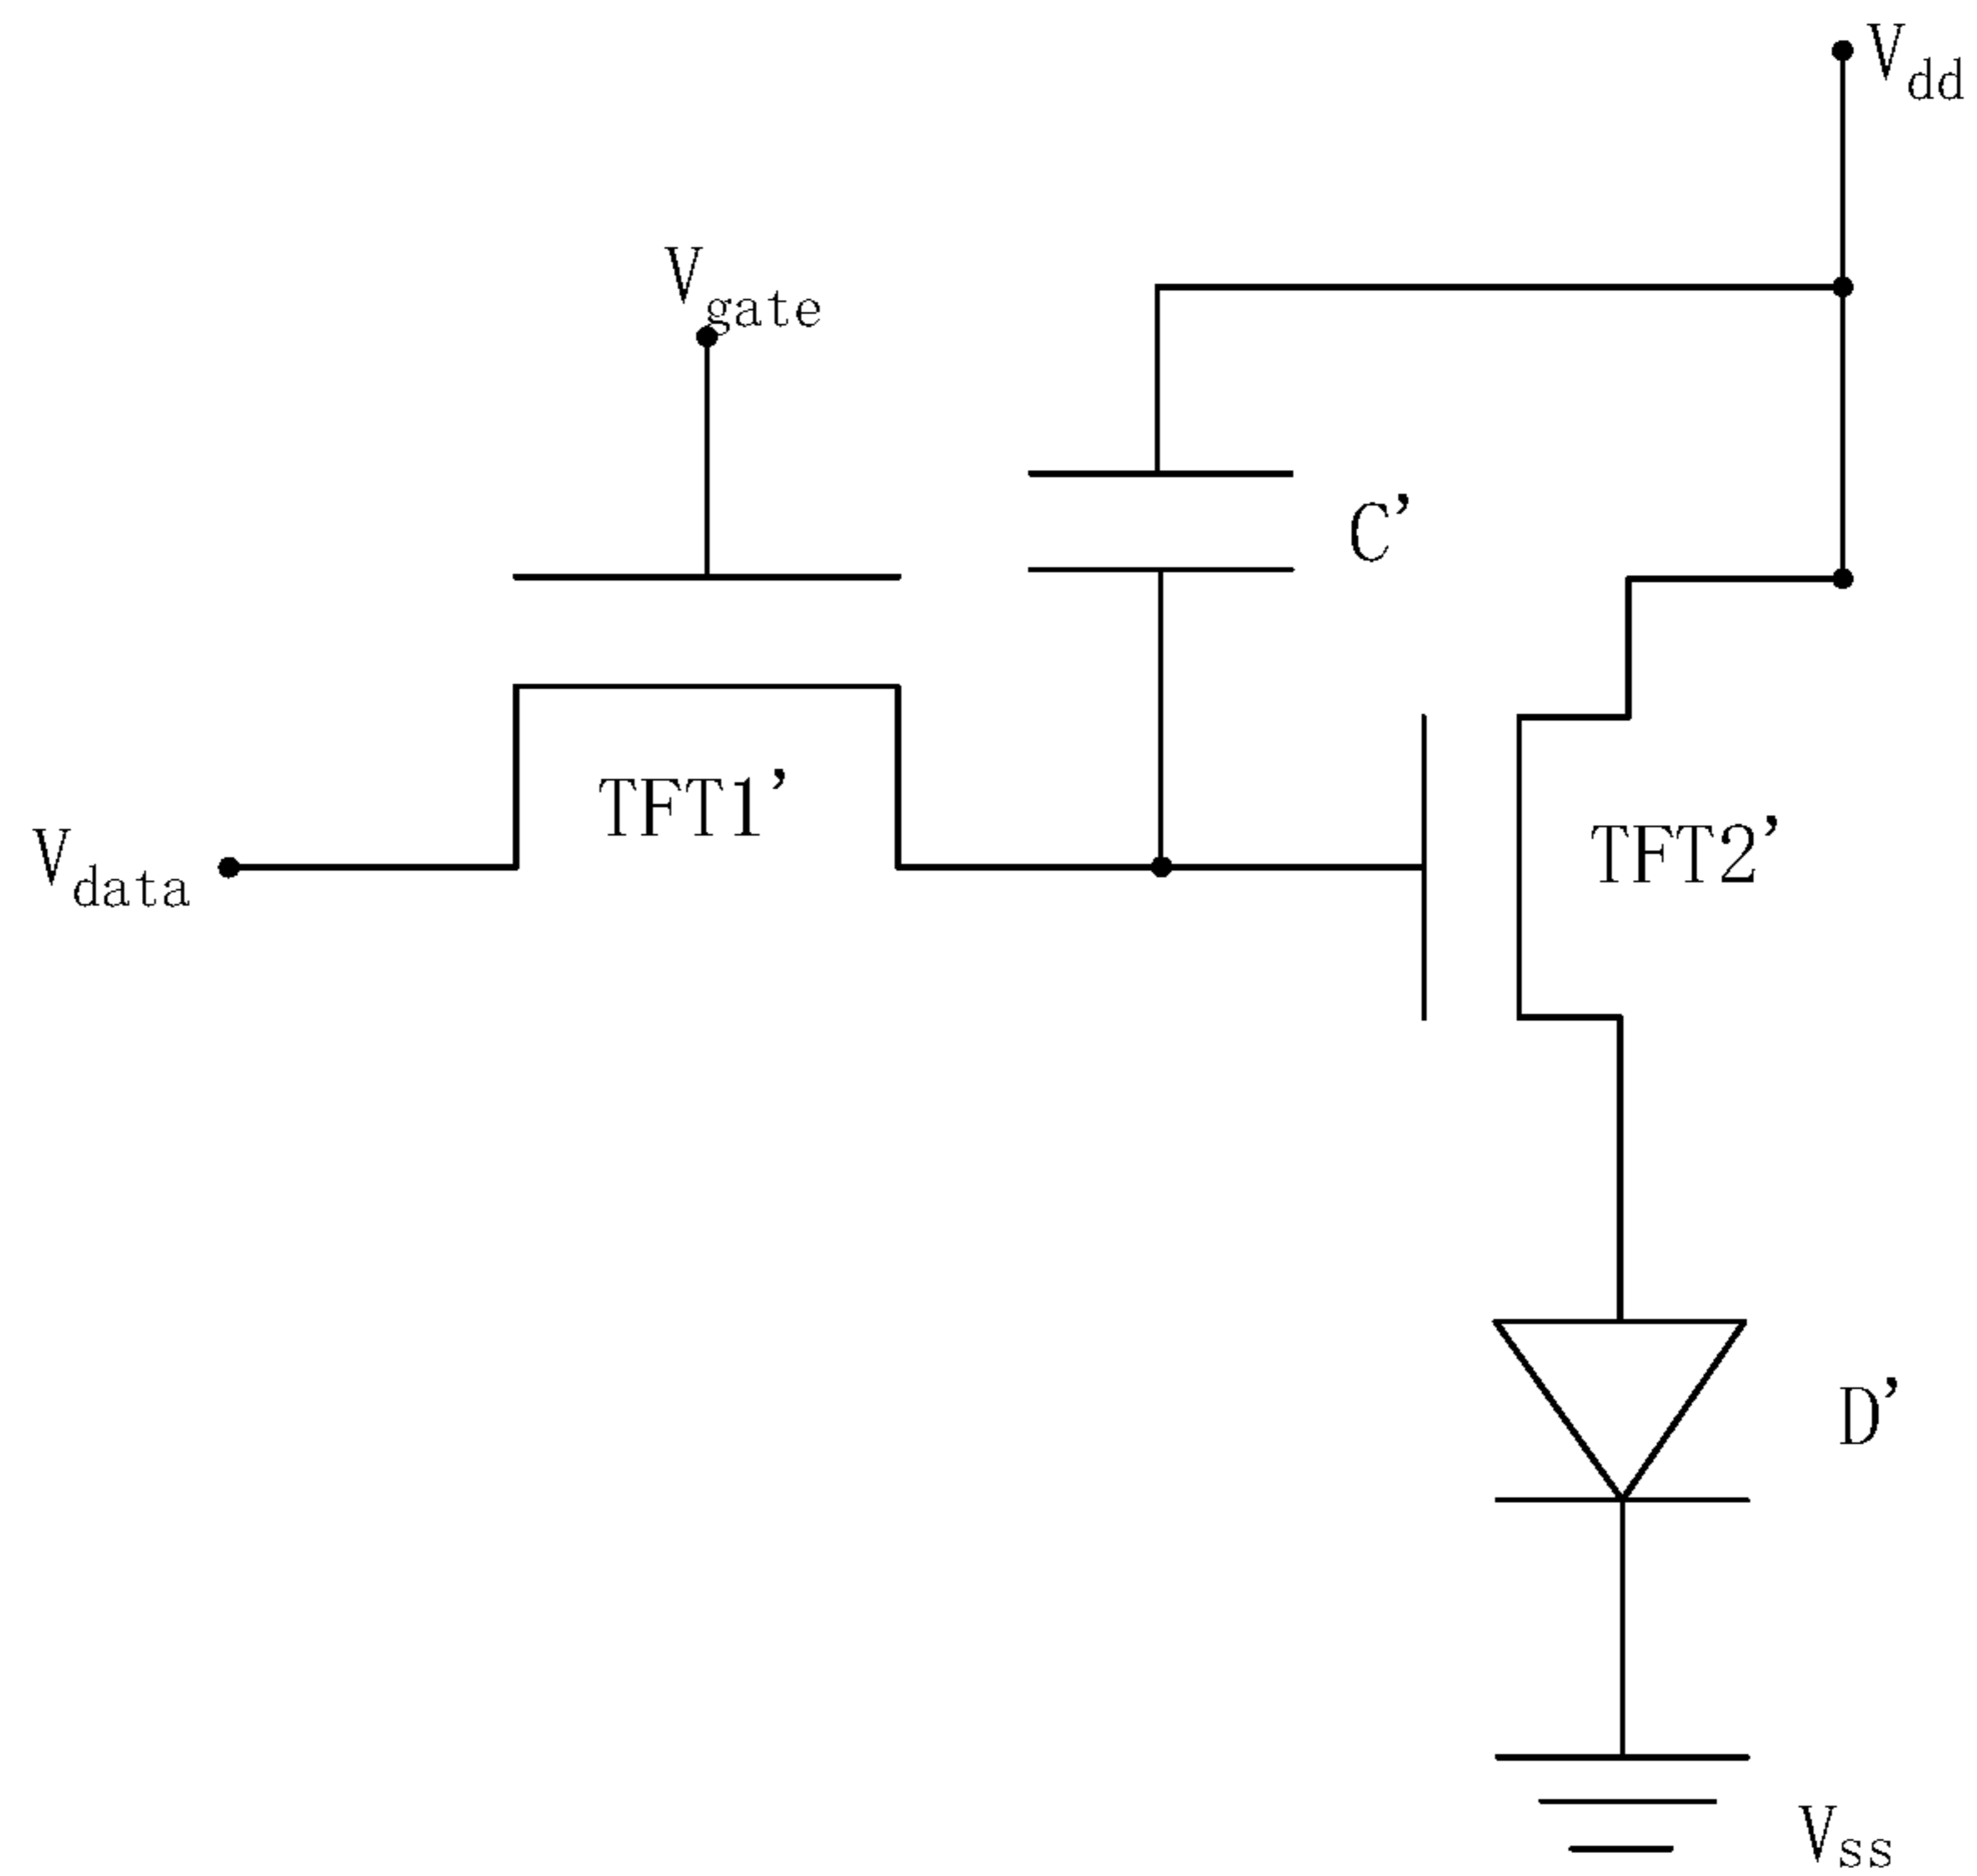 Vdd
Vgate
C'
TFT1'
TFT2'
Vdata
D'
Vss